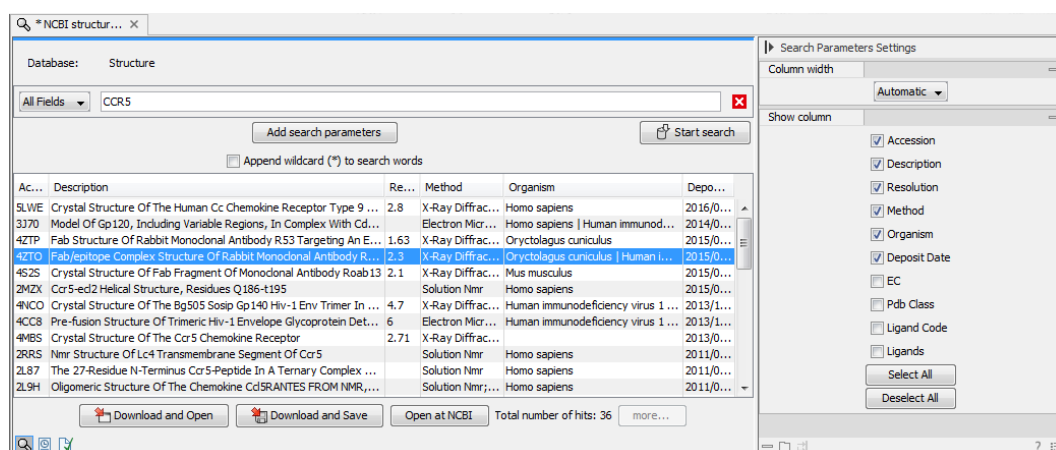 *NCBI structur...
Database: Structure
All Fields CCR5
Add search parameters Start search
Append wildcard (*) to search words
Ac... Description Re... Method Organism Depo...
5LWE Crystal Structure Of The Human Cc Chemokine Receptor Type 9 ... 2.8 X-Ray Diffrac... Homo sapiens 2016/0...
3J70 Model Of Gp120, Including Variable Regions, In Complex With Cd... Electron Micr... Homo sapiens | Human immunod... 2014/0...
4ZTP Fab Structure Of Rabbit Monoclonal Antibody R53 Targeting An E... 1.63 X-Ray Diffrac... Oryctolagus cuniculus 2015/0...
4ZTO Fab/epitope Complex Structure Of Rabbit Monoclonal Antibody R... 2.3 X-Ray Diffrac... Oryctolagus cuniculus | Human i... 2015/0...
4S2S Crystal Structure Of Fab Fragment Of Monoclonal Antibody Roab13 2.1 X-Ray Diffrac... Mus musculus 2015/0...
2MZX Ccr5-ecl2 Helical Structure, Residues Q186-t195 Solution Nmr Homo sapiens 2015/0...
4NCO Crystal Structure Of The Bg505 Sosip Gp140 Hiv-1 Env Trimer In ... 4.7 X-Ray Diffrac... Human immunodeficiency virus 1 ... 2013/1...
4CC8 Pre-fusion Structure Of Trimeric Hiv-1 Envelope Glycoprotein Det... 6 Electron Micr... Human immunodeficiency virus 1 ... 2013/1...
4MBS Crystal Structure Of The Ccr5 Chemokine Receptor 2.71 X-Ray Diffrac... 2013/0...
2RRS Nmr Structure Of Lc4 Transmembrane Segment Of Ccr5 Solution Nmr Homo sapiens 2011/0...
2L87 The 27-Residue N-Terminus Ccr5-Peptide In A Ternary Complex ... Solution Nmr Homo sapiens 2011/0...
2L9H Oligomeric Structure Of The Chemokine Ccl5RANTES FROM NMR,... Solution Nmr;... Homo sapiens 2011/0...
Download and Open Download and Save Open at NCBI Total number of hits: 36 more...
Search Parameters Settings
Column width
Automatic
Show column
Accession
Description
Resolution
Method
Organism
Deposit Date
EC
Pdb Class
Ligand Code
Ligands
Select All
Deselect All
?